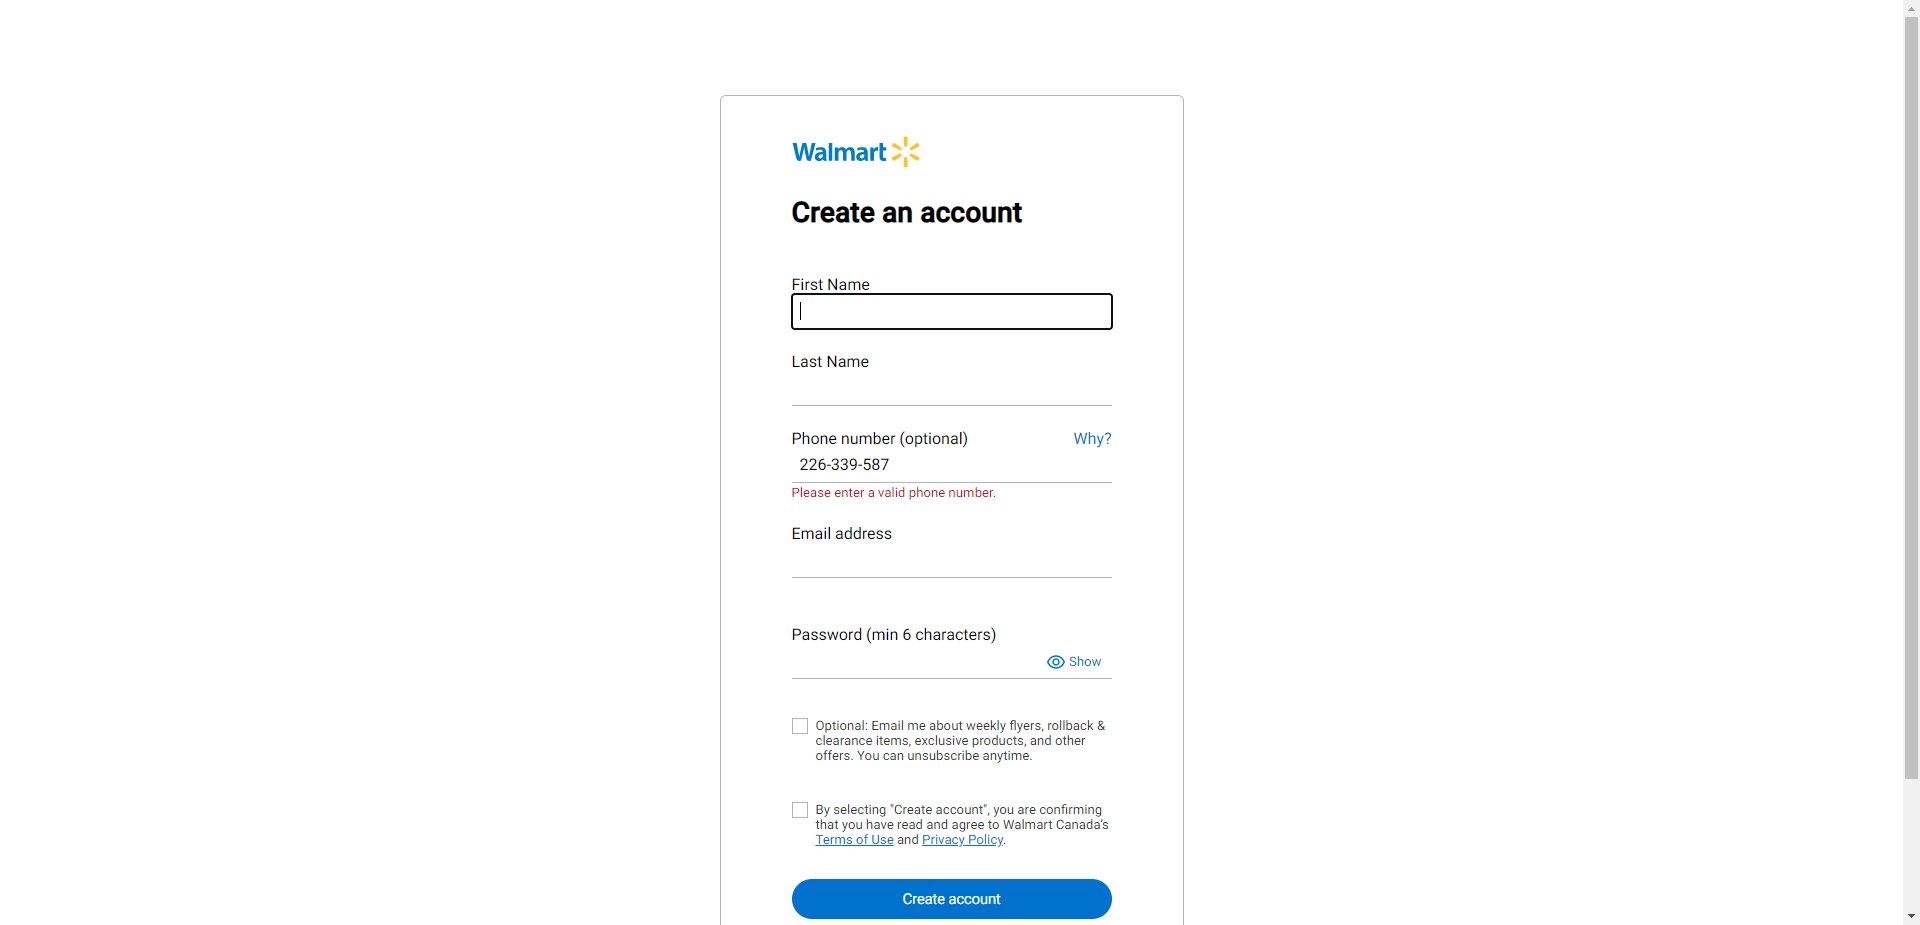 Walmart
Create an account
First Name
Last Name
Phone number (optional) Why?
226-339-587
Please enter a valid phone number.
Email address
Password (min 6 characters)
Show
Optional: Email me about weekly flyers, rollback &
clearance items, exclusive products, and other
offers. You can unsubscribe anytime.
By selecting "Create account", you are confirming
that you have read and agree to Walmart Canada's
Terms of Use and Privacy Policy.
Create account